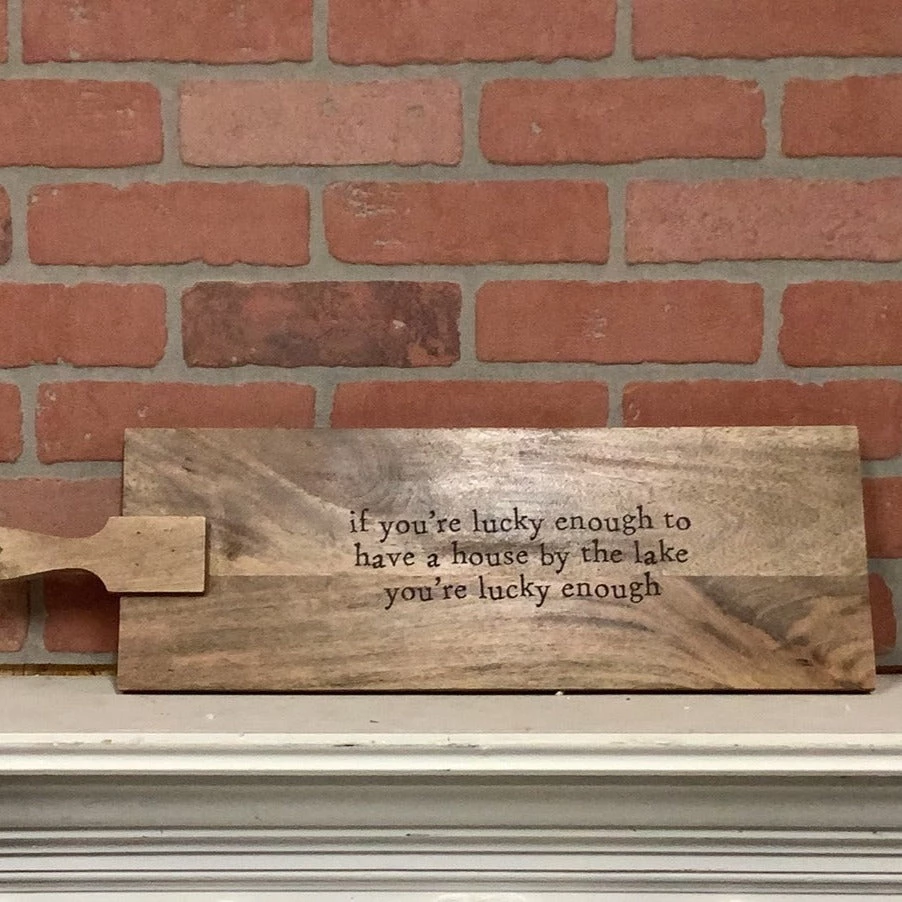 if you're lucky enough to
have a house by the lake
you're lucky enough